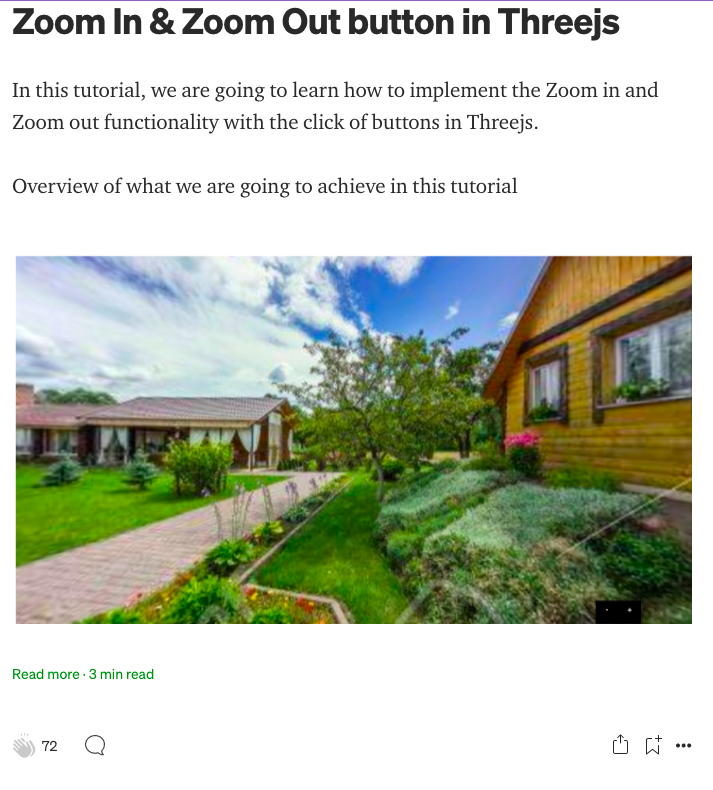 Zoom In & Zoom Out button in Threejs
In this tutorial, we are going to learn how to implement the Zoom in and
Zoom out functionality with the click of buttons in Threejs.
Overview of what we are going to achieve in this tutorial
Read more · 3 min read
72